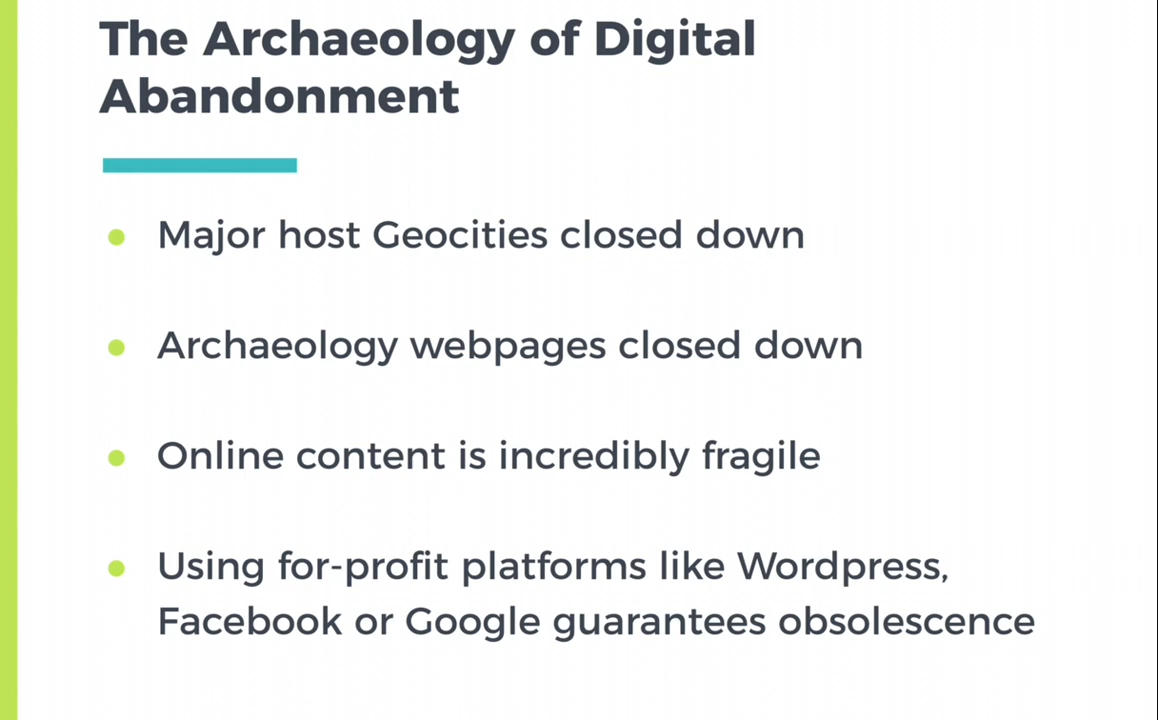 The Archaeology of Digital
Abandonment
Major host Geocities closed down
Archaeology webpages closed down
Online content is incredibly fragile
Using for-profit platforms like Wordpress,
Facebook or Google guarantees obsolescence